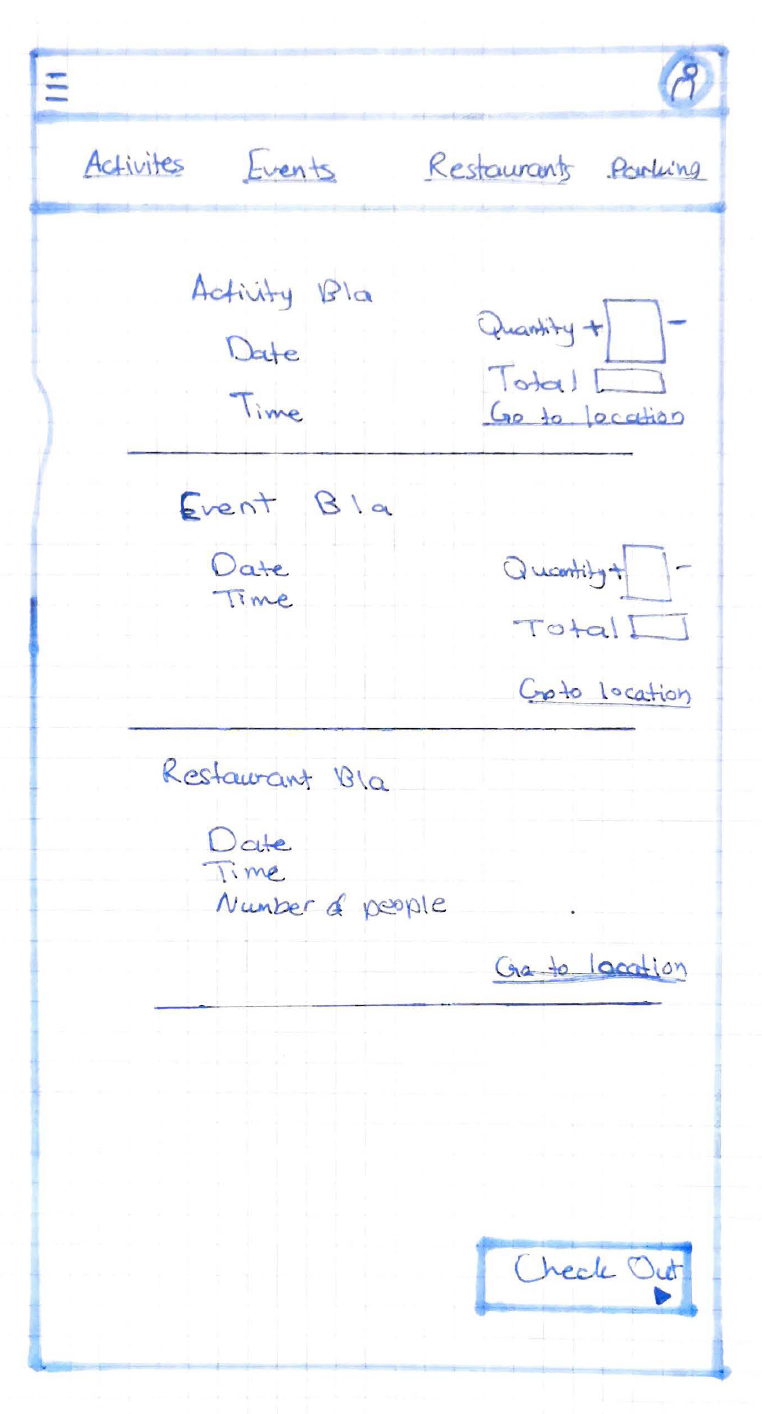 Activites Events Restaurants Parking
Activity Bla
Quantity + -
Date
Total
Time
Go to location
Event Bla
Date
Quantity + -
Time
Total
Go to location
Restaurant Bla
Date
Time
Number of people
Go to location
Check Out